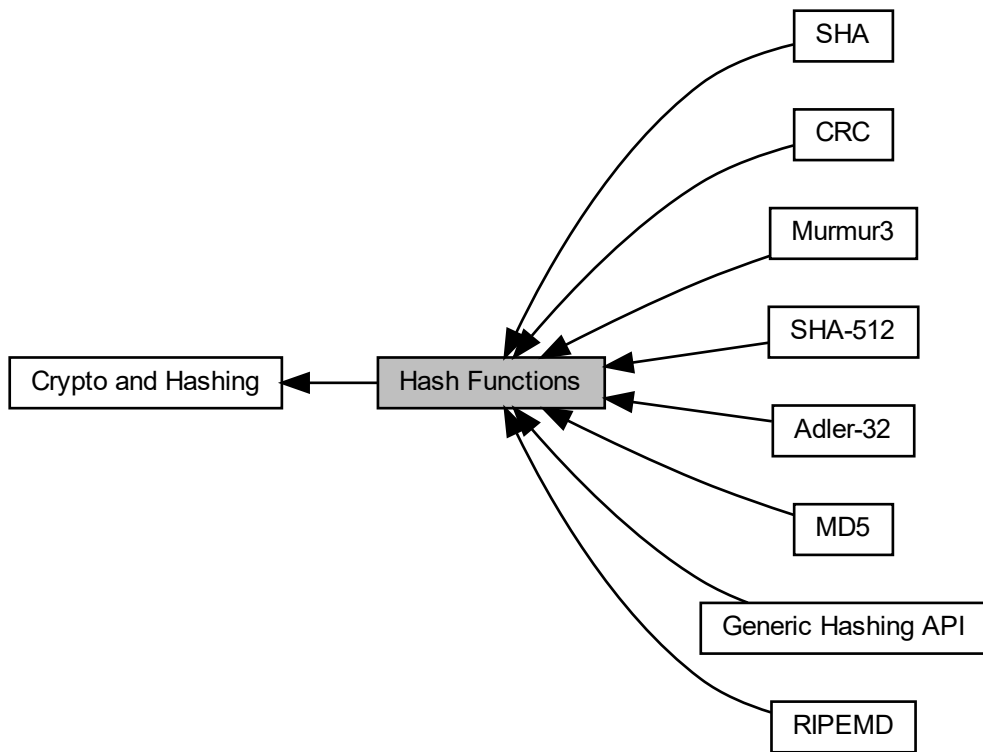 SHA
CRC
Murmur3
SHA-512
Crypto and Hashing
Hash Functions
Adler-32
MD5
Generic Hashing API
RIPEMD